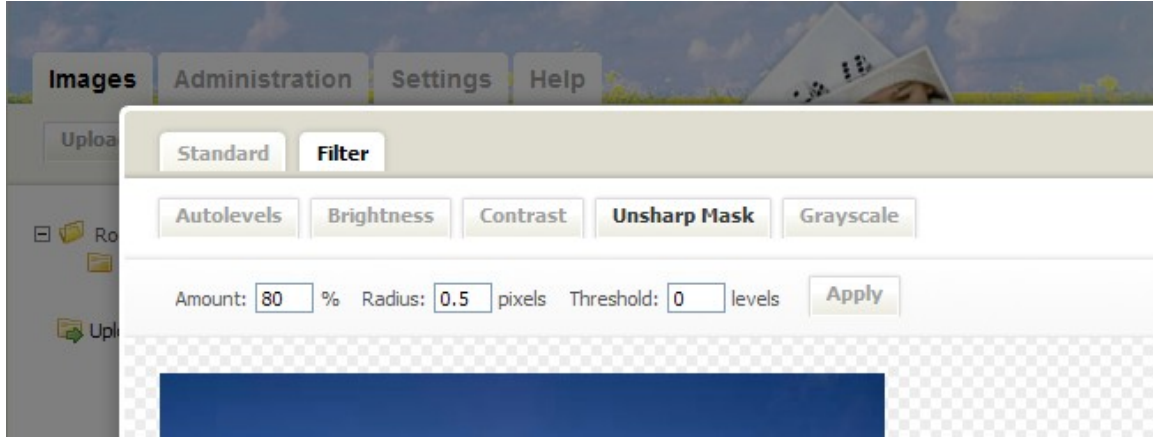 Images Administration Settings Help
Standard Filter
Autolevels Brightness Contrast Unsharp Mask Grayscale
Amount: 80 % Radius: 0.5 pixels Threshold: 0 levels Apply